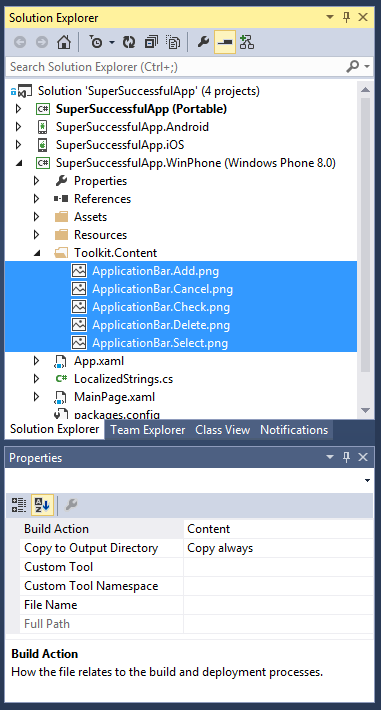 Solution Explorer
Search Solution Explorer (Ctrl+;)
Solution 'SuperSuccessfulApp' (4 projects)
C# SuperSuccessfulApp (Portable)
SuperSuccessfulApp.Android
SuperSuccessfulApp.iOS
C# SuperSuccessfulApp.WinPhone (Windows Phone 8.0)
Properties
References
Assets
Resources
Toolkit.Content
ApplicationBar.Add.png
ApplicationBar.Cancel.png
ApplicationBar.Check.png
ApplicationBar.Delete.png
ApplicationBar.Select.png
App.xaml
C# LocalizedStrings.cs
MainPage.xaml
packages.config
Solution Explorer Team Explorer Class View Notifications
Properties
Build Action Content
Copy to Output Directory Copy always
Custom Tool
Custom Tool Namespace
File Name
Full Path
Build Action
How the file relates to the build and deployment processes.